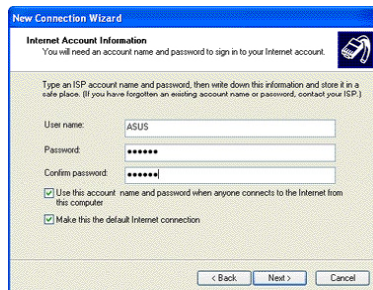 New Connection Wizard
Internet Account Information
You will need an account name and password to sign in to your Internet account.
Type an ISP account name and password, then write down this information and store it in a
safe place. (If you have forgotten an existing account name or password, contact your ISP.)
User name: ASUS
Password: ••••••
Confirm password: ••••••
Use this account name and password when anyone connects to the Internet from
this computer
Make this the default Internet connection
< Back Next > Cancel